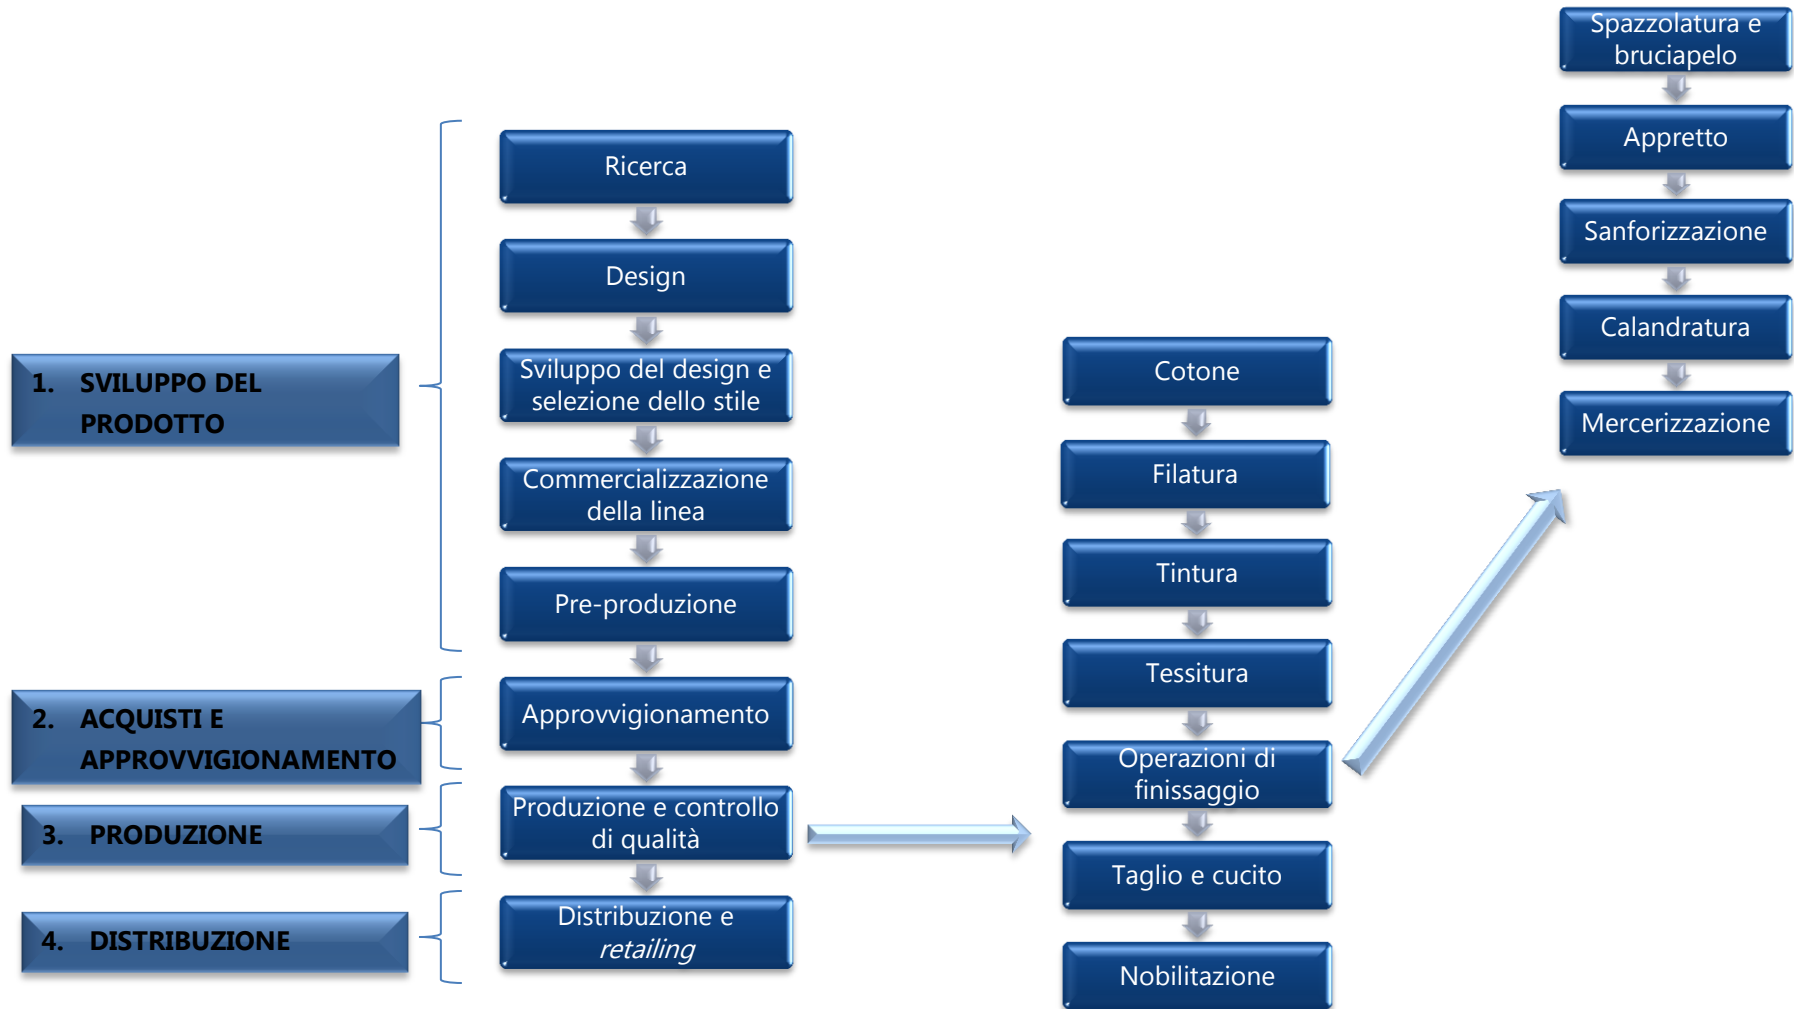 1. SVILUPPO DEL
PRODOTTO
2. ACQUISTI E
APPROVVIGIONAMENTO
3. PRODUZIONE
4. DISTRIBUZIONE
Ricerca
Design
Sviluppo del design e
selezione dello stile
Commercializzazione
della linea
Pre-produzione
Approvvigionamento
Produzione e controllo
di qualità
Distribuzione e
retailing
Cotone
Filatura
Tintura
Tessitura
Operazioni di
finissaggio
Taglio e cucito
Nobilitazione
Spazzolatura e
bruciapelo
Appretto
Sanforizzazione
Calandratura
Mercerizzazione